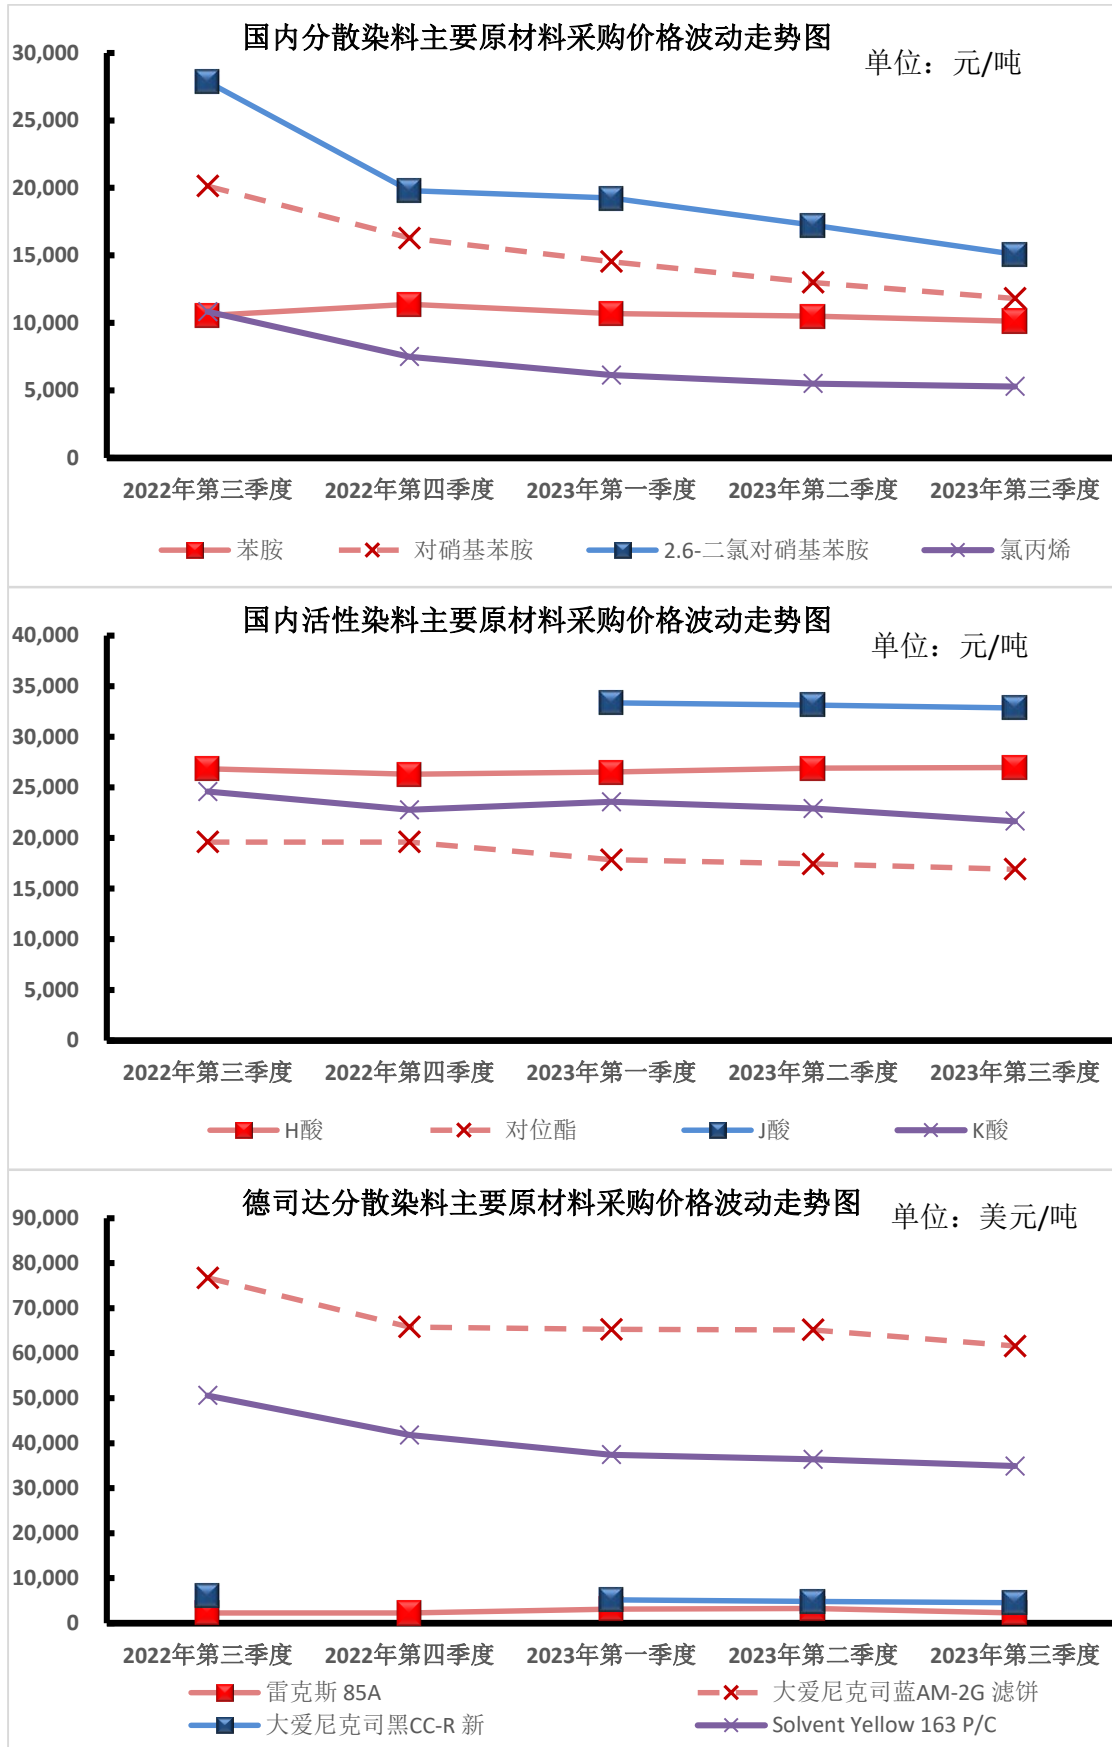 国内分散染料主要原材料采购价格波动走势图
单位：元/吨
30,000
25,000
20,000
15,000
10,000
5,000
0
2022年第三季度 2022年第四季度 2023年第一季度 2023年第二季度 2023年第三季度
苯胺 对硝基苯胺 2.6-二氯对硝基苯胺 氯丙烯
国内活性染料主要原材料采购价格波动走势图
单位：元/吨
40,000
35,000
30,000
25,000
20,000
15,000
10,000
5,000
0
2022年第三季度 2022年第四季度 2023年第一季度 2023年第二季度 2023年第三季度
H酸 对位酯 J酸 K酸
德司达分散染料主要原材料采购价格波动走势图
单位：美元/吨
90,000
80,000
70,000
60,000
50,000
40,000
30,000
20,000
10,000
0
2022年第三季度 2022年第四季度 2023年第一季度 2023年第二季度 2023年第三季度
雷克斯 85A 大爱尼克司蓝AM-2G 滤饼
大爱尼克司黑CC-R 新 Solvent Yellow 163 P/C